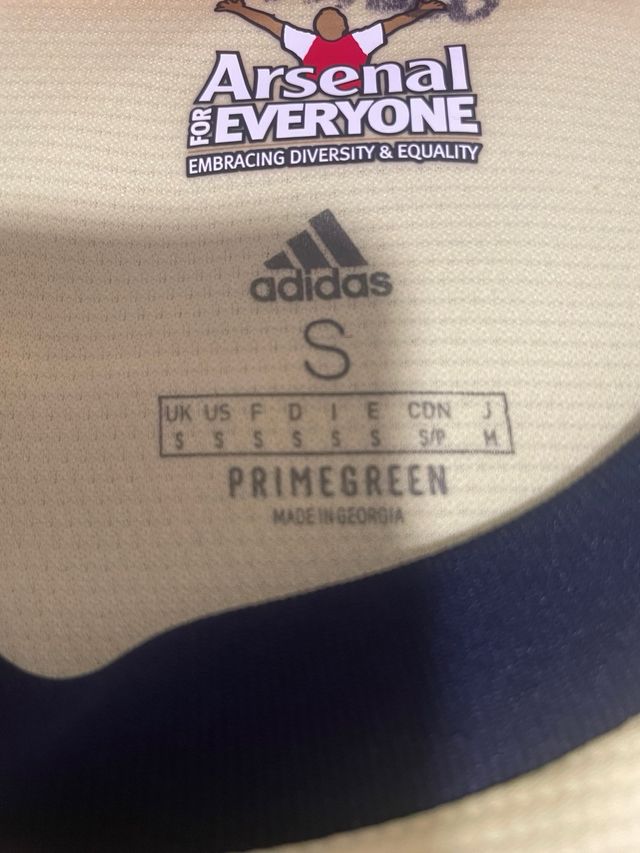 Arsenal
FOR EVERYONE
EMBRACING DIVERSITY & EQUALITY
adidas
S
UK US F D I E CDN J
S S S S S S S/P M
PRIMEGREEN
MADE IN GEORGIA